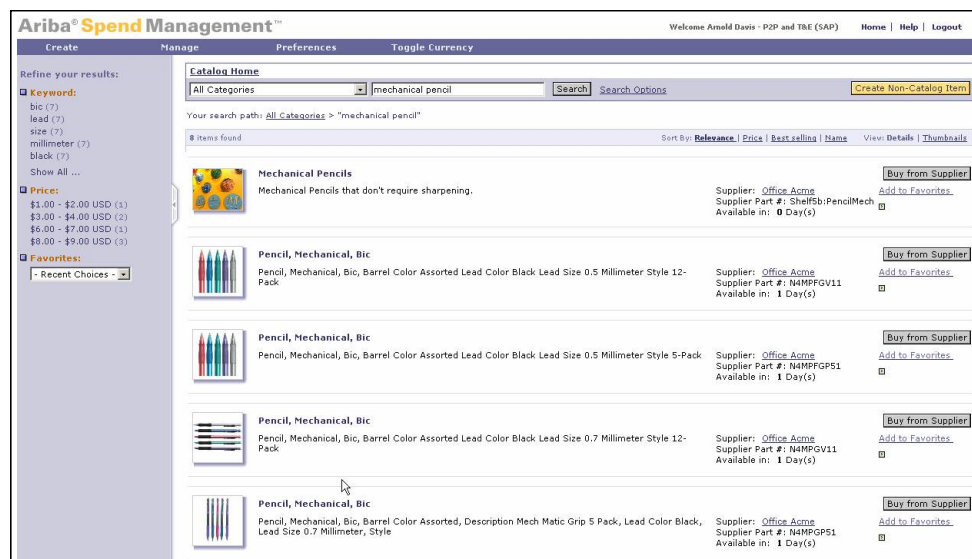 Ariba® Spend Management™
Welcome Arnold Davis - P2P and T&E (SAP) Home | Help | Logout
Create Manage Preferences Toggle Currency
Refine your results:
Keyword:
bic (7)
lead (7)
size (7)
millimeter (7)
black (7)
Show All ...
Price:
$1.00 - $2.00 USD (1)
$3.00 - $4.00 USD (2)
$6.00 - $7.00 USD (1)
$8.00 - $9.00 USD (3)
Favorites:
- Recent Choices -
Catalog Home
All Categories mechanical pencil Search Search Options Create Non-Catalog Item
Your search path: All Categories > "mechanical pencil"
8 items found Sort By: Relevance | Price | Best selling | Name View: Details | Thumbnails
Mechanical Pencils
Mechanical Pencils that don't require sharpening.
Supplier: Office Acme
Supplier Part #: Shelf5b:PencilMech
Available in: 0 Day(s)
Buy from Supplier
Add to Favorites
Pencil, Mechanical, Bic
Pencil, Mechanical, Bic, Barrel Color Assorted Lead Color Black Lead Size 0.5 Millimeter Style 12-
Pack
Supplier: Office Acme
Supplier Part #: N4MPFGV11
Available in: 1 Day(s)
Buy from Supplier
Add to Favorites
Pencil, Mechanical, Bic
Pencil, Mechanical, Bic, Barrel Color Assorted Lead Color Black Lead Size 0.5 Millimeter Style 5-Pack
Supplier: Office Acme
Supplier Part #: N4MPFGP51
Available in: 1 Day(s)
Buy from Supplier
Add to Favorites
Pencil, Mechanical, Bic
Pencil, Mechanical, Bic, Barrel Color Assorted Lead Color Black Lead Size 0.7 Millimeter Style 12-
Pack
Supplier: Office Acme
Supplier Part #: N4MPGV11
Available in: 1 Day(s)
Buy from Supplier
Add to Favorites
Pencil, Mechanical, Bic
Pencil, Mechanical, Bic, Barrel Color Assorted, Description Mech Matic Grip 5 Pack, Lead Color Black,
Lead Size 0.7 Millimeter, Style
Supplier: Office Acme
Supplier Part #: N4MPGP51
Available in: 1 Day(s)
Buy from Supplier
Add to Favorites